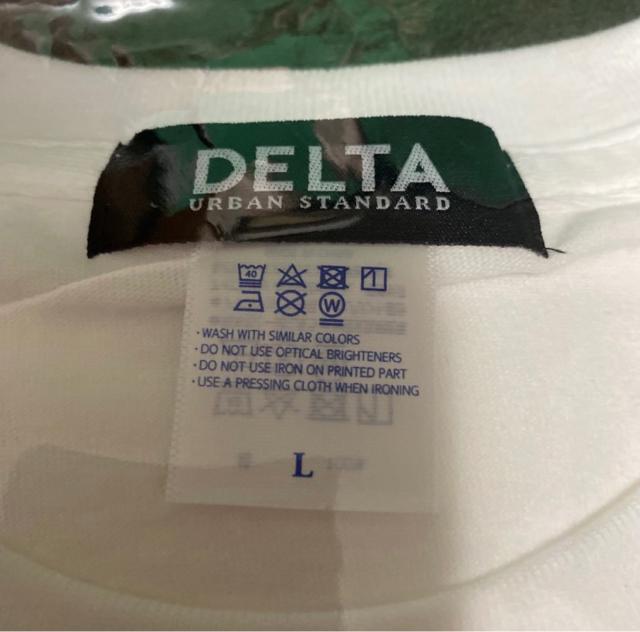 DELTA
URBAN STANDARD
40
W
· WASH WITH SIMILAR COLORS
· DO NOT USE OPTICAL BRIGHTENERS
· DO NOT USE IRON ON PRINTED PART
· USE A PRESSING CLOTH WHEN IRONING
L